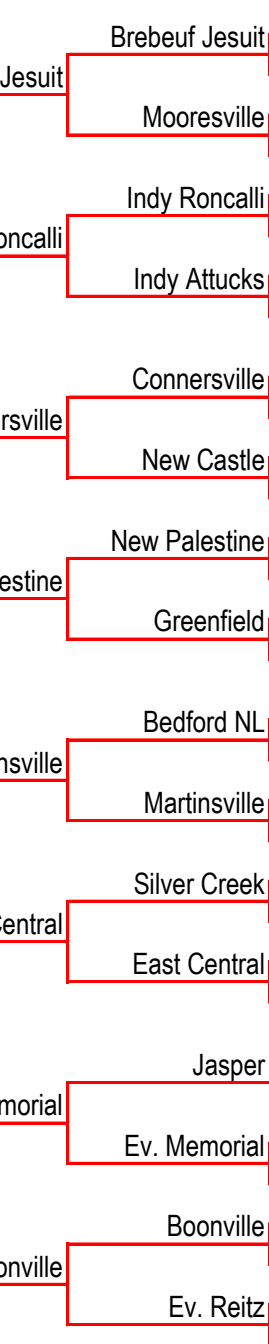 Brebeuf Jesuit
Jesuit
Mooresville
Indy Roncalli
oncalli
Indy Attucks
Connersville
rsville
New Castle
New Palestine
estine
Greenfield
Bedford NL
nsville
Martinsville
Silver Creek
Central
East Central
Jasper
morial
Ev. Memorial
Boonville
onville
Ev. Reitz